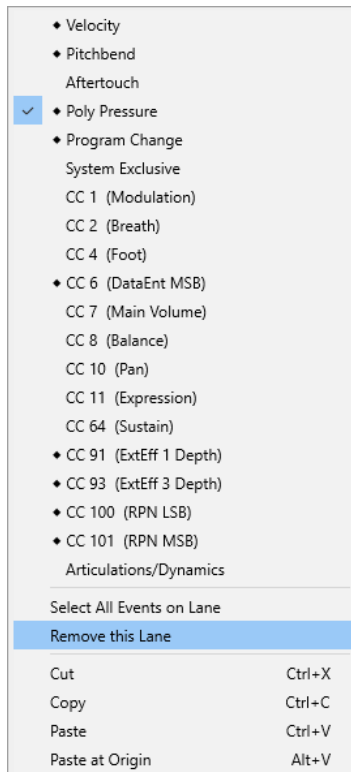 ◆ Velocity
◆ Pitchbend
Aftertouch
✓ ◆ Poly Pressure
◆ Program Change
System Exclusive
CC 1 (Modulation)
CC 2 (Breath)
CC 4 (Foot)
◆ CC 6 (DataEnt MSB)
CC 7 (Main Volume)
CC 8 (Balance)
CC 10 (Pan)
CC 11 (Expression)
CC 64 (Sustain)
◆ CC 91 (ExtEff 1 Depth)
◆ CC 93 (ExtEff 3 Depth)
◆ CC 100 (RPN LSB)
◆ CC 101 (RPN MSB)
Articulations/Dynamics
Select All Events on Lane
Remove this Lane
Cut Ctrl+X
Copy Ctrl+C
Paste Ctrl+V
Paste at Origin Alt+V